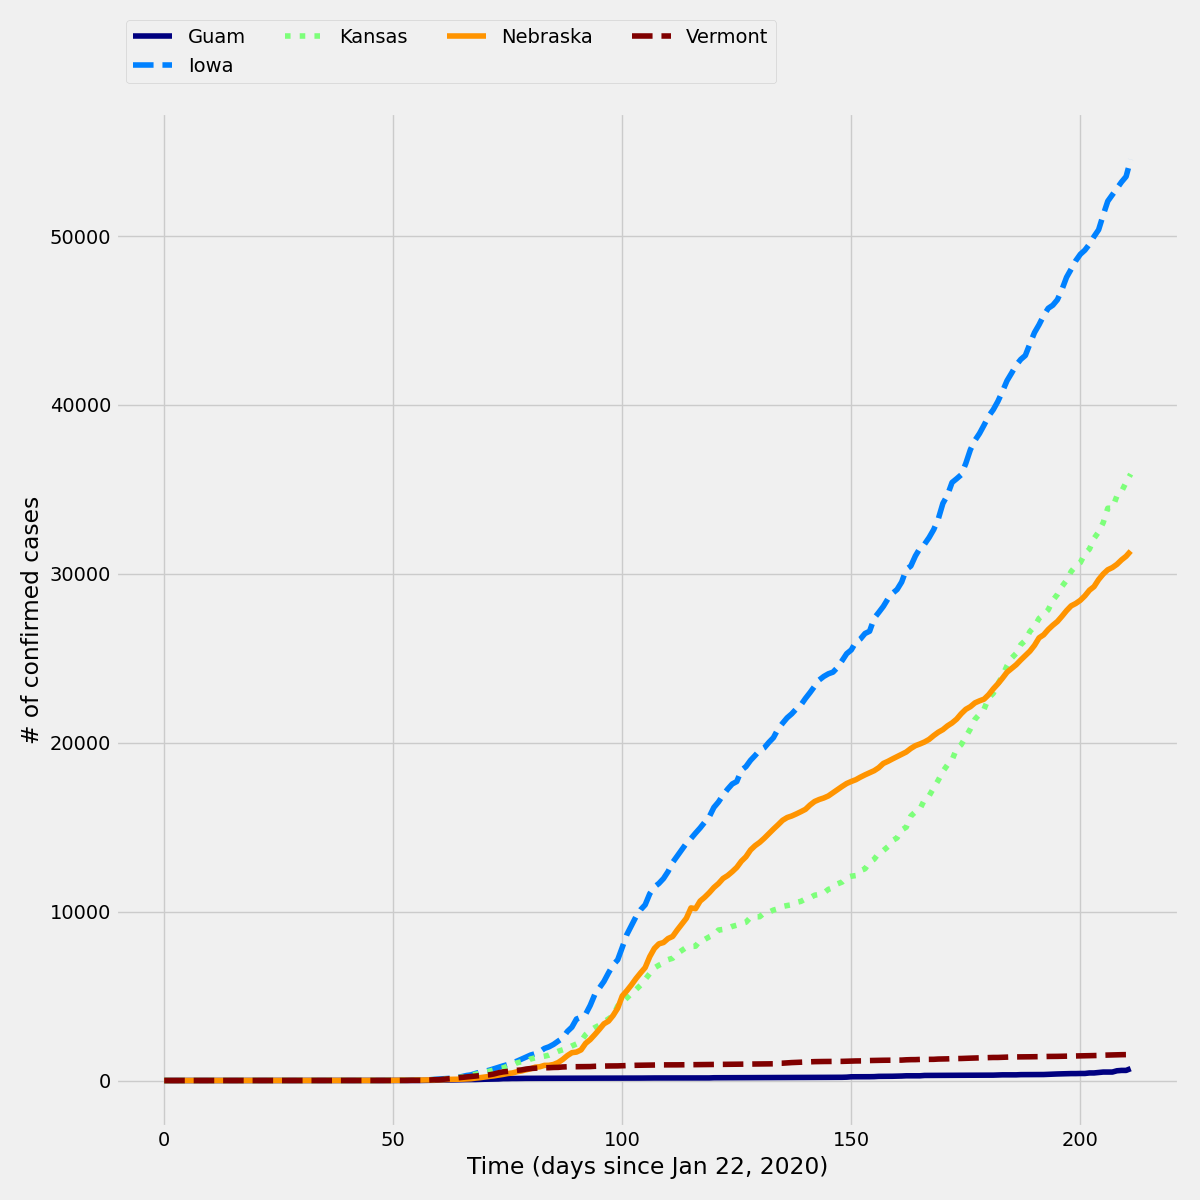 Guam Kansas Nebraska Vermont
Iowa
50000
40000
30000
20000
10000
0
# of confirmed cases
0 50 100 150 200
Time (days since Jan 22, 2020)